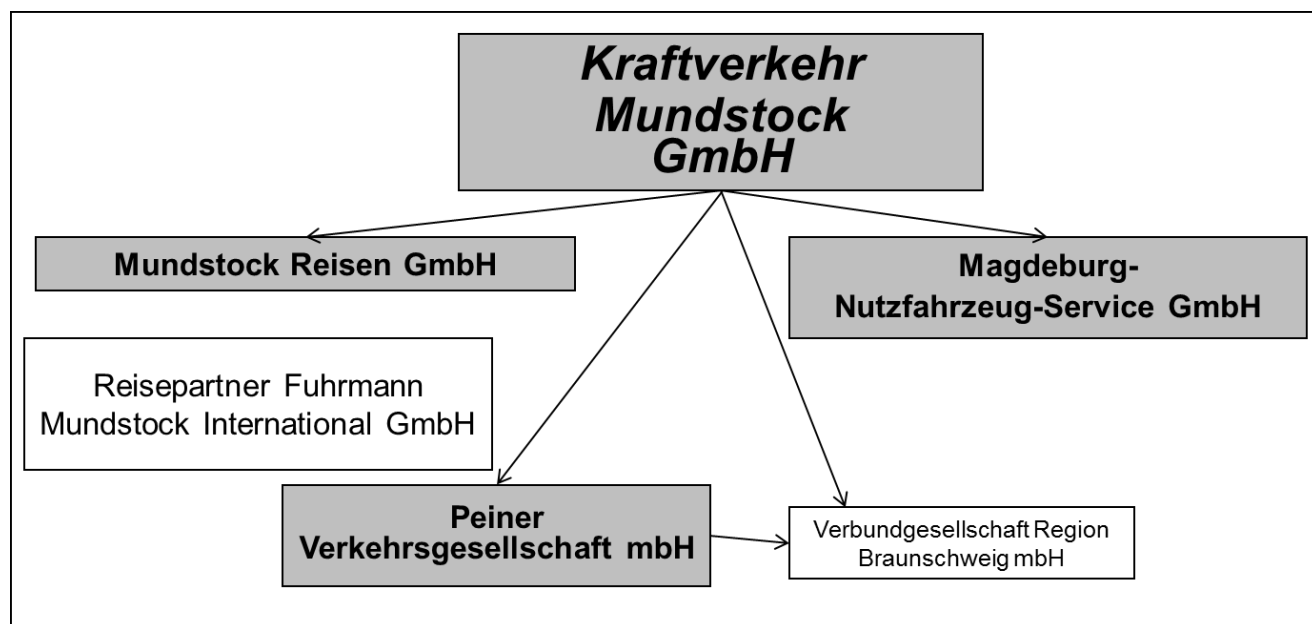 Kraftverkehr
Mundstock
GmbH
Mundstock Reisen GmbH
Magdeburg-
Nutzfahrzeug-Service GmbH
Reisepartner Fuhrmann
Mundstock International GmbH
Peiner
Verkehrsgesellschaft mbH
Verbundgesellschaft Region
Braunschweig mbH